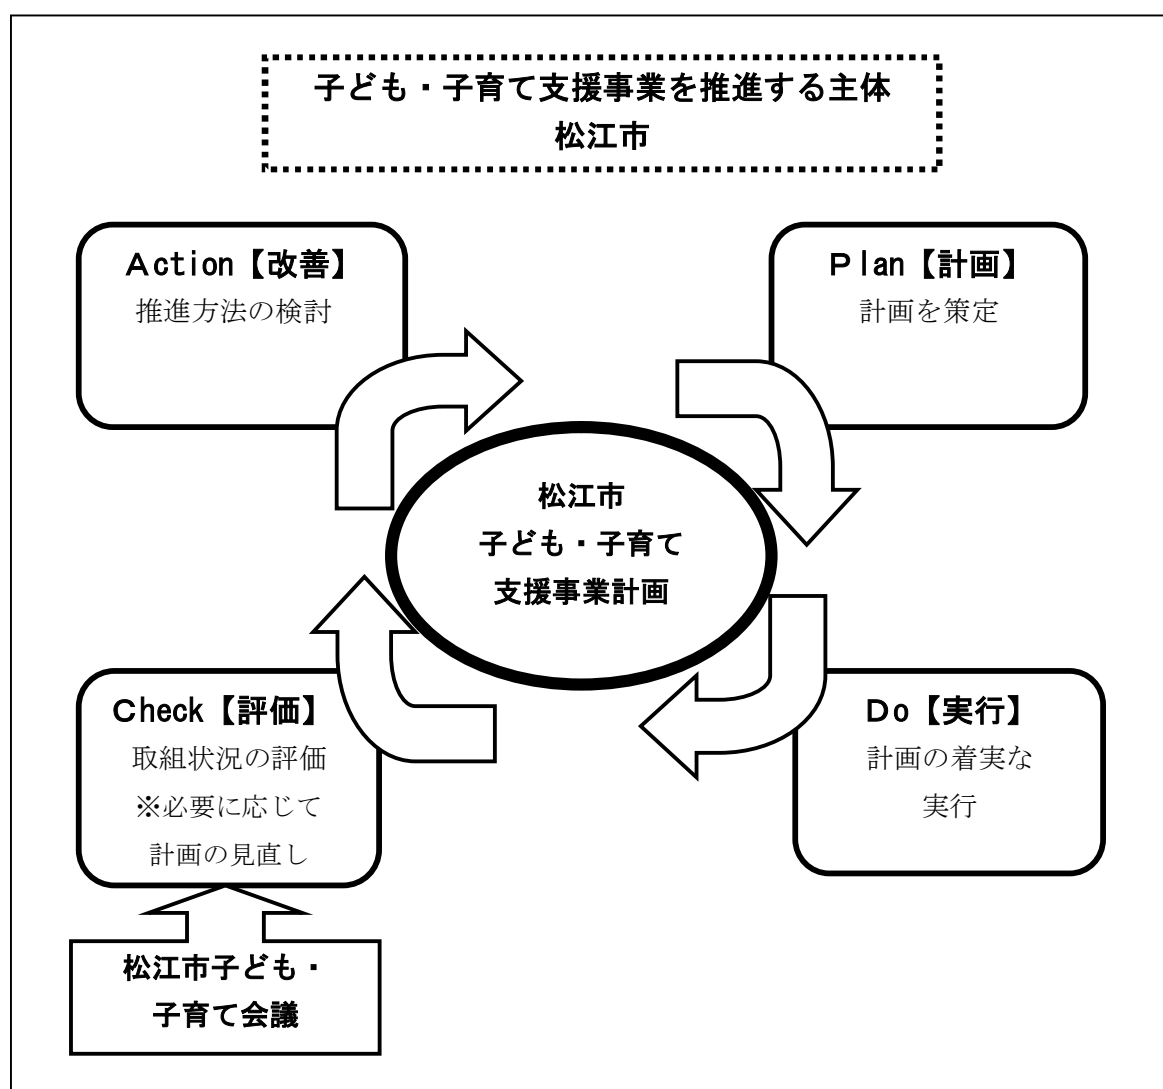 子ども・子育て支援事業を推進する主体
松江市
Ａction【改善】
推進方法の検討
Ｐlan【計画】
計画を策定
松江市
子ども・子育て
支援事業計画
Ｃheck【評価】
取組状況の評価
※必要に応じて
計画の見直し
Ｄo【実行】
計画の着実な
実行
松江市子ども・
子育て会議